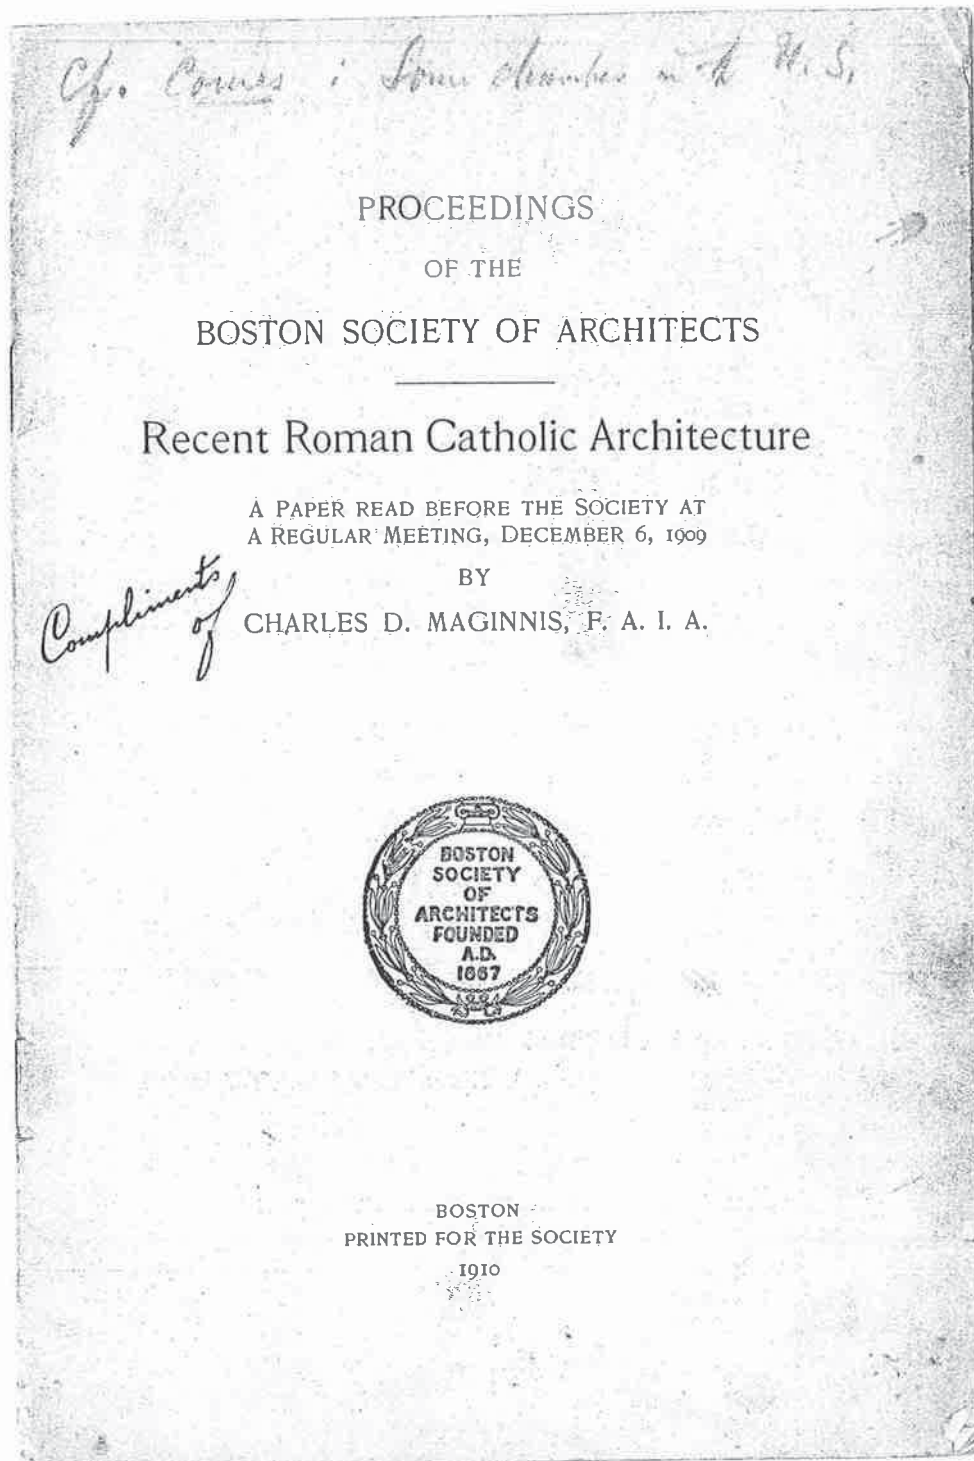 Cf. Comes : Some churches in the U. S.
PROCEEDINGS
OF THE
BOSTON SOCIETY OF ARCHITECTS
Recent Roman Catholic Architecture
A PAPER READ BEFORE THE SOCIETY AT
A REGULAR MEETING, DECEMBER 6, 1909
BY
Compliments
of
CHARLES D. MAGINNIS, F. A. I. A.
BOSTON
SOCIETY
OF
ARCHITECTS
FOUNDED
A.D.
1867
BOSTON
PRINTED FOR THE SOCIETY
1910